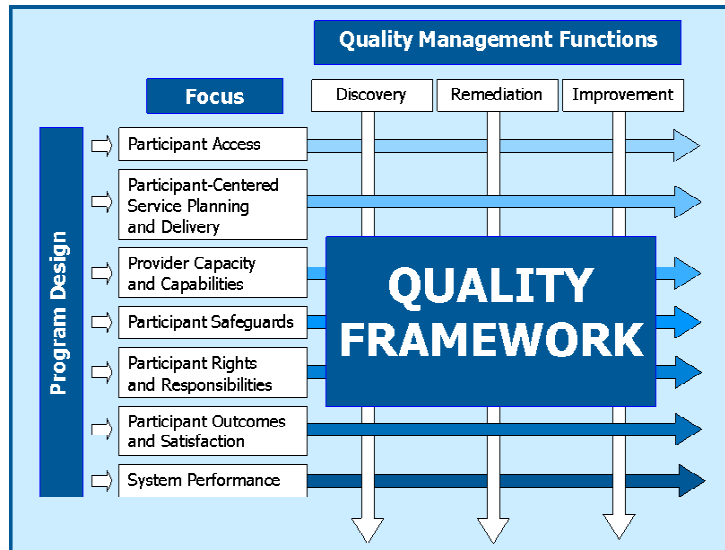 Quality Management Functions
Focus
Discovery
Remediation
Improvement
Program Design
Participant Access
Participant-Centered
Service Planning
and Delivery
Provider Capacity
and Capabilities
Participant Safeguards
Participant Rights
and Responsibilities
Participant Outcomes
and Satisfaction
System Performance
QUALITY
FRAMEWORK